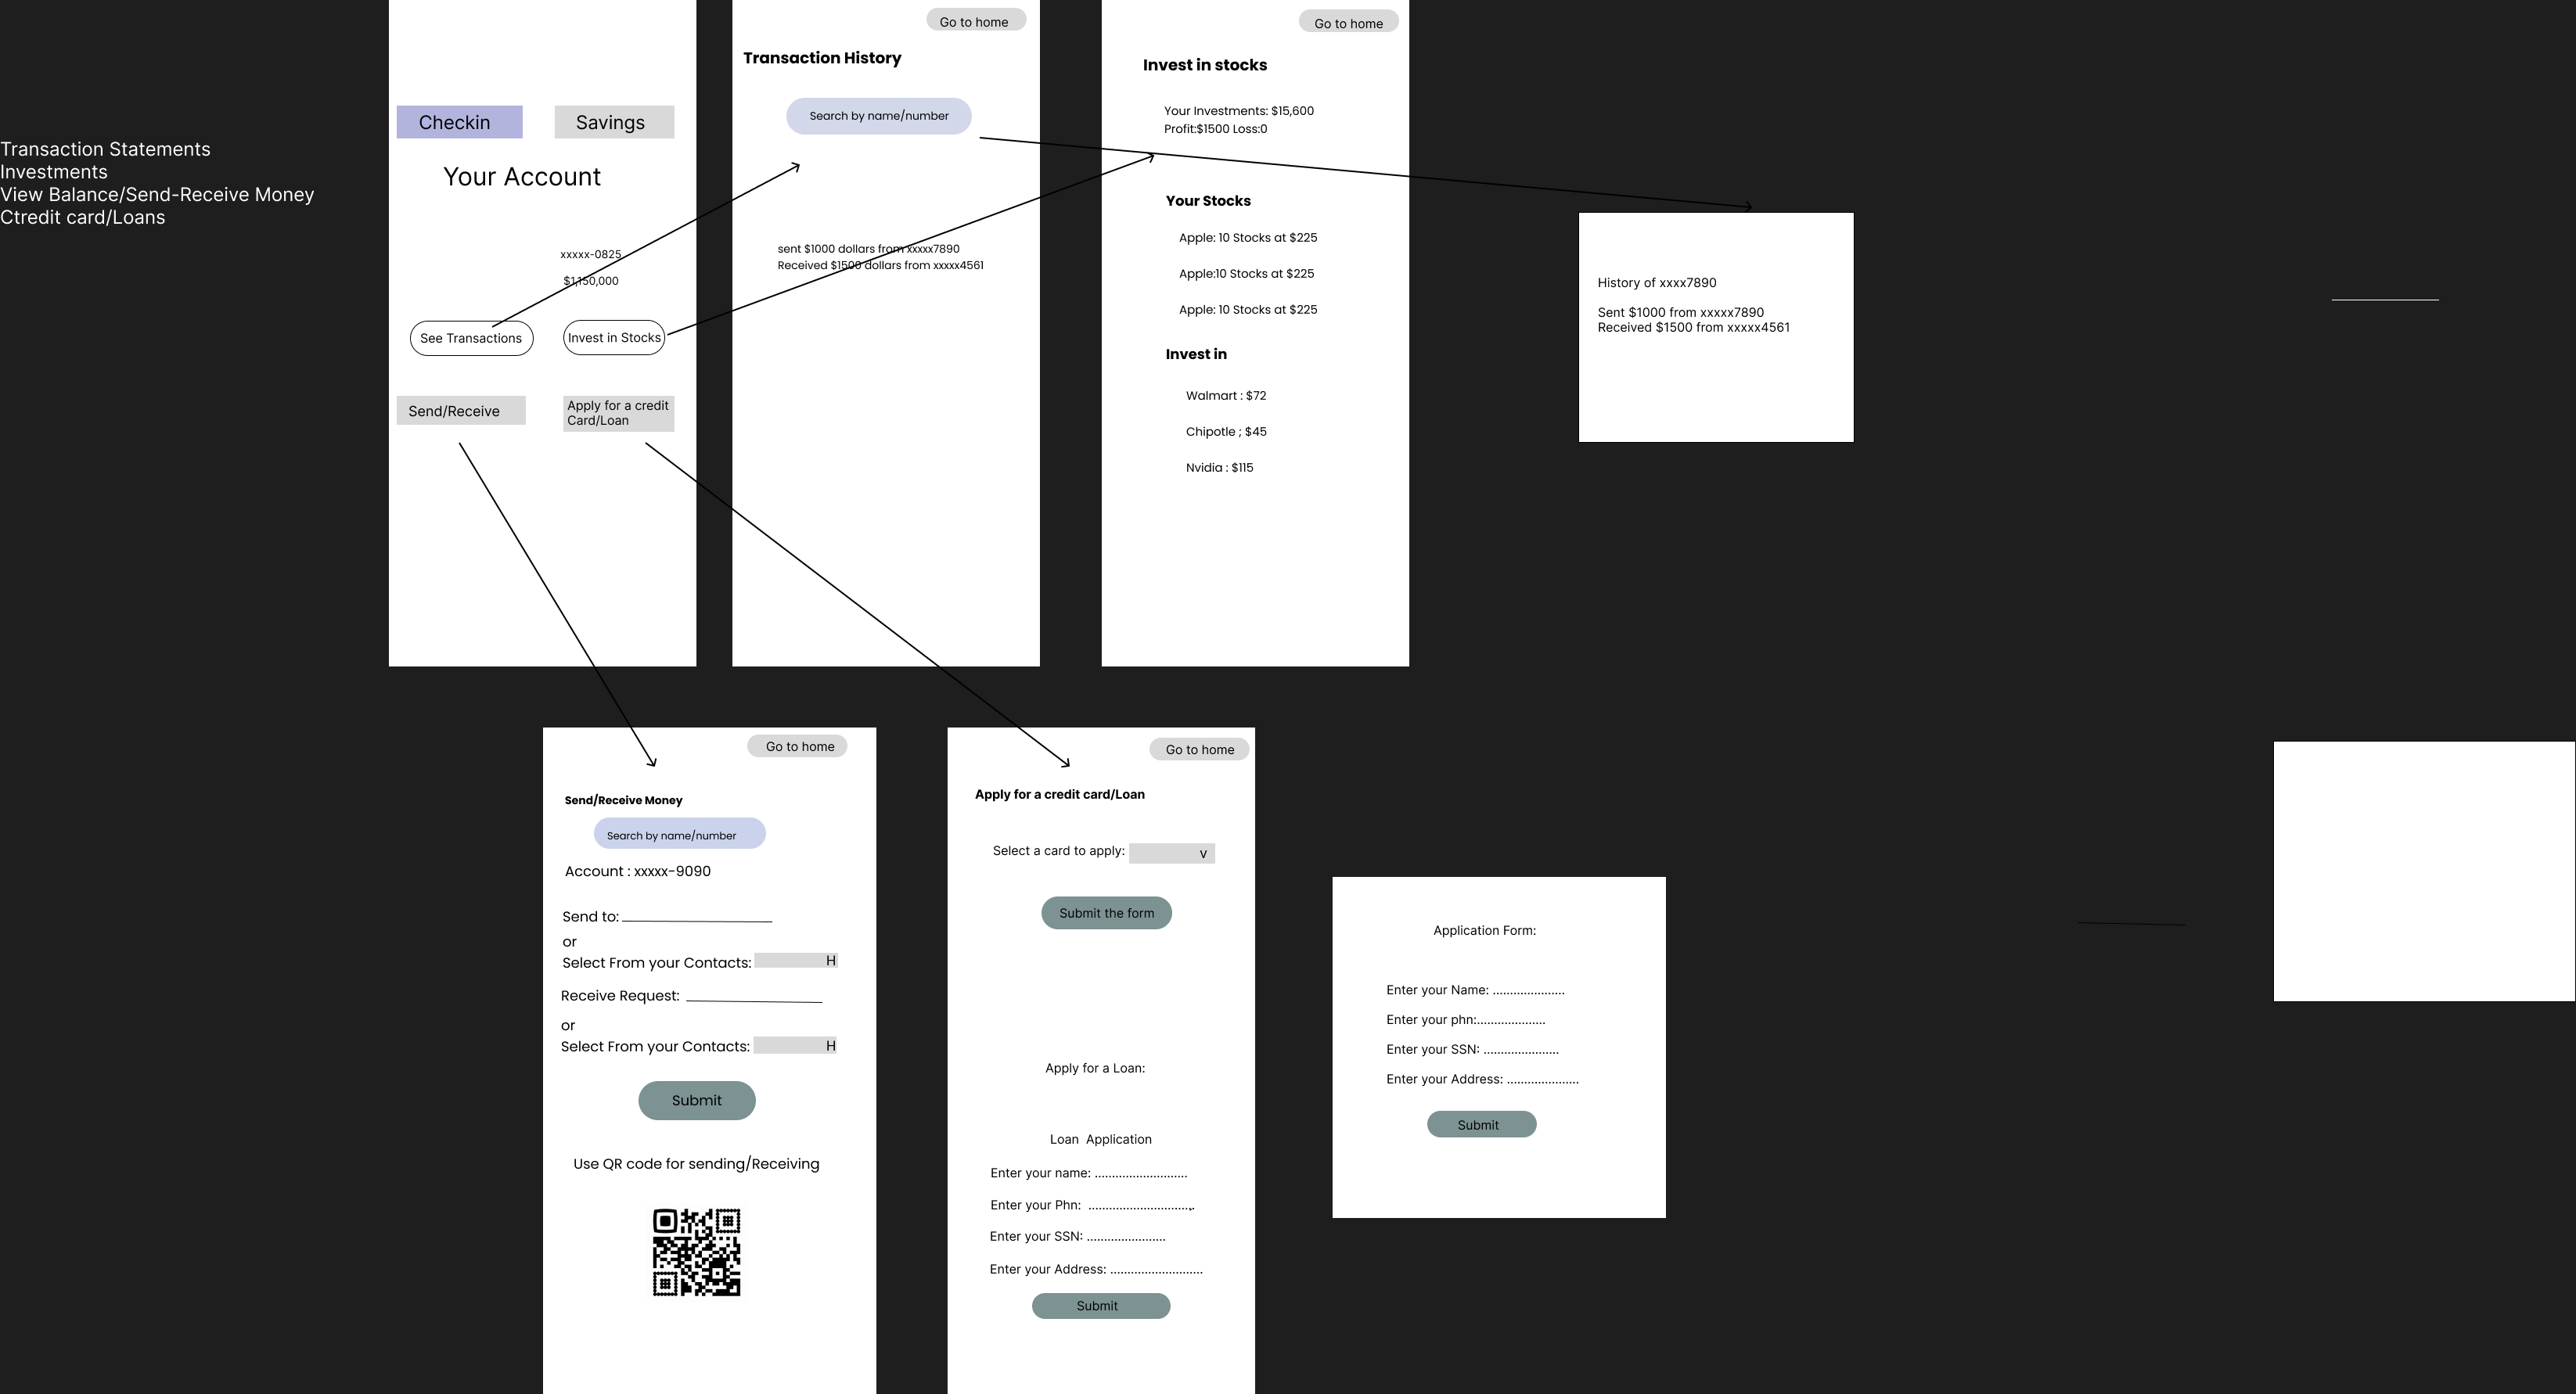 Transaction Statements
Investments
View Balance/Send-Receive Money
Ctredit card/Loans
Checkin
Savings
Your Account
xxxxx-0825
$1,150,000
See Transactions
Invest in Stocks
Send/Receive
Apply for a credit
Card/Loan
Go to home
Transaction History
Search by name/number
sent $1000 dollars from xxxxx7890
Received $1500 dollars from xxxxx4561
Go to home
Invest in stocks
Your Investments: $15,600
Profit:$1500 Loss:0
Your Stocks
Apple: 10 Stocks at $225
Apple:10 Stocks at $225
Apple: 10 Stocks at $225
Invest in
Walmart : $72
Chipotle ; $45
Nvidia : $115
History of xxxx7890
Sent $1000 from xxxxx7890
Received $1500 from xxxxx4561
Go to home
Send/Receive Money
Search by name/number
Account : xxxxx-9090
Send to:
or
Select From your Contacts: H
Receive Request:
or
Select From your Contacts: H
Submit
Use QR code for sending/Receiving
Go to home
Apply for a credit card/Loan
Select a card to apply: v
Submit the form
Apply for a Loan:
Loan  Application
Enter your name: ...........................
Enter your Phn:  ...............................
Enter your SSN: .......................
Enter your Address: ...........................
Submit
Application Form:
Enter your Name: .....................
Enter your phn:....................
Enter your SSN: ......................
Enter your Address: .....................
Submit